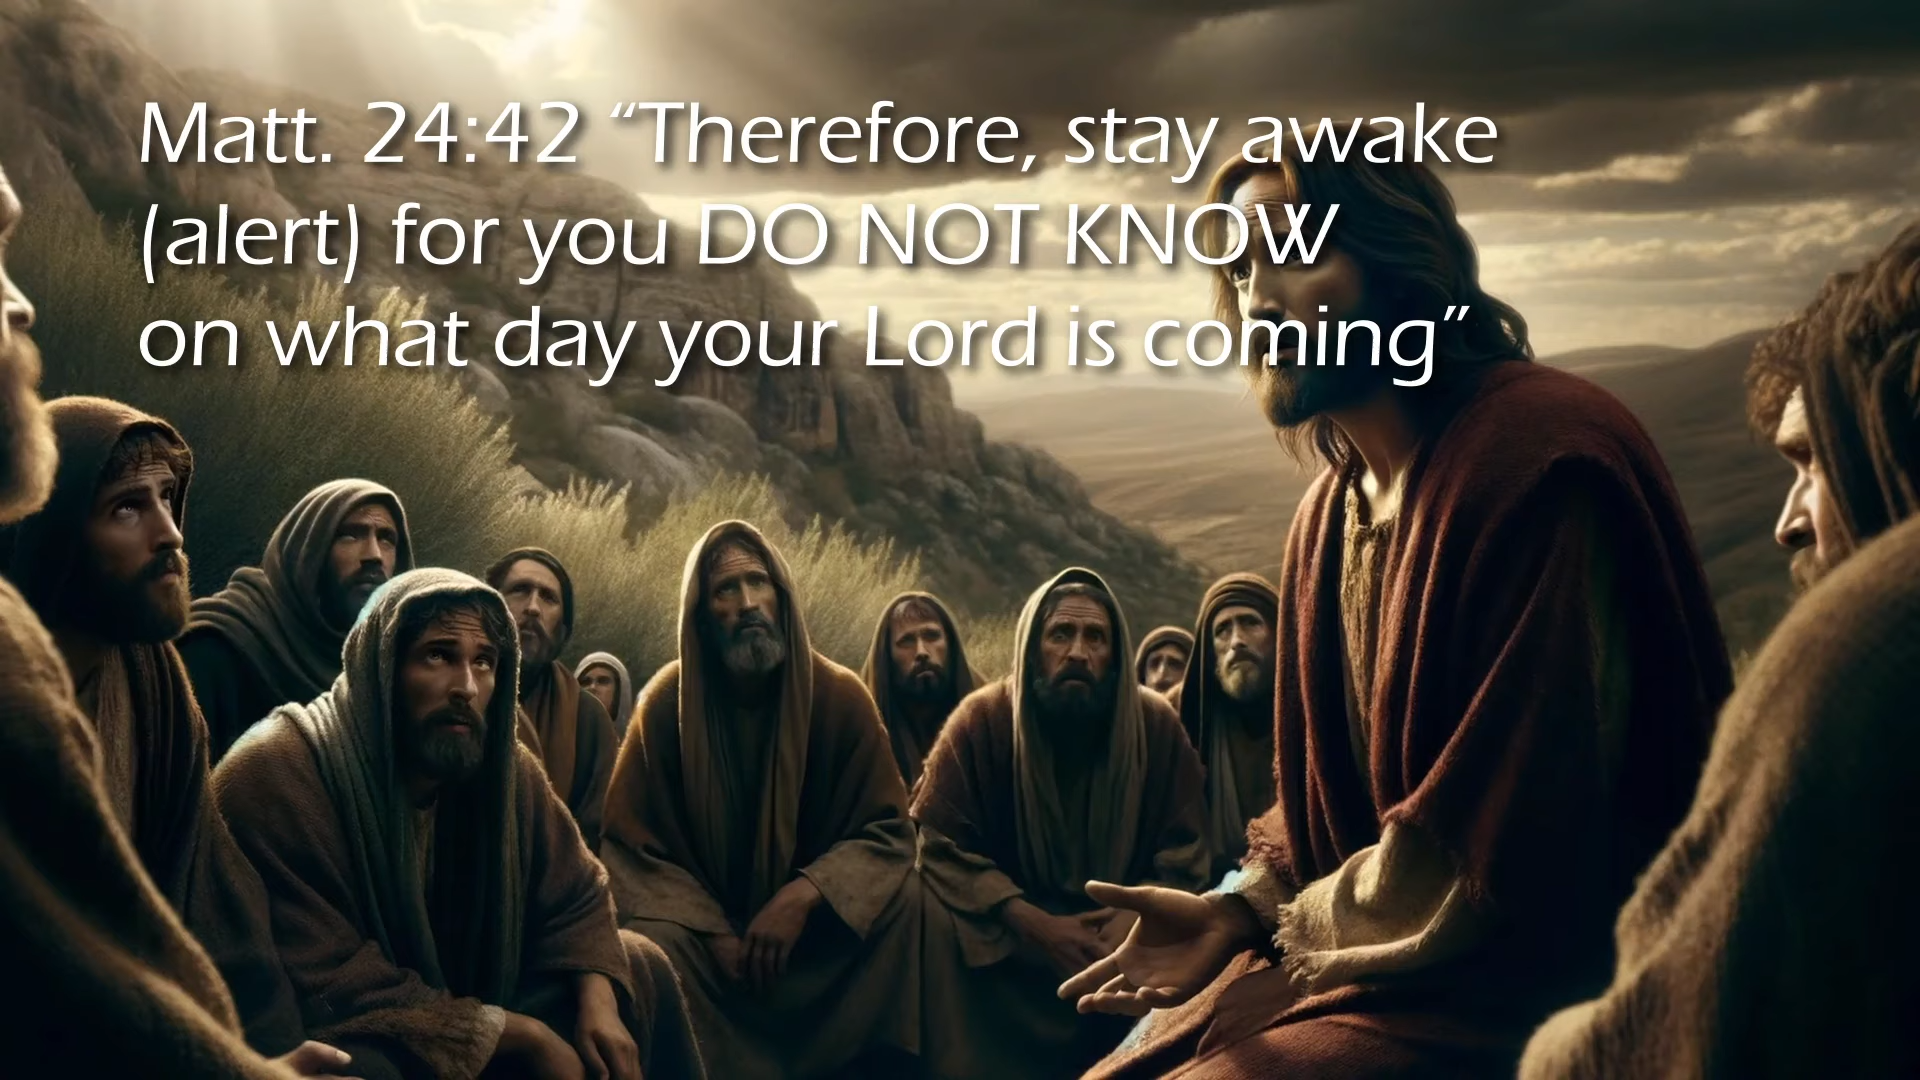 Matt. 24:42 “Therefore, stay awake
(alert) for you DO NOT KNOW
on what day your Lord is coming”